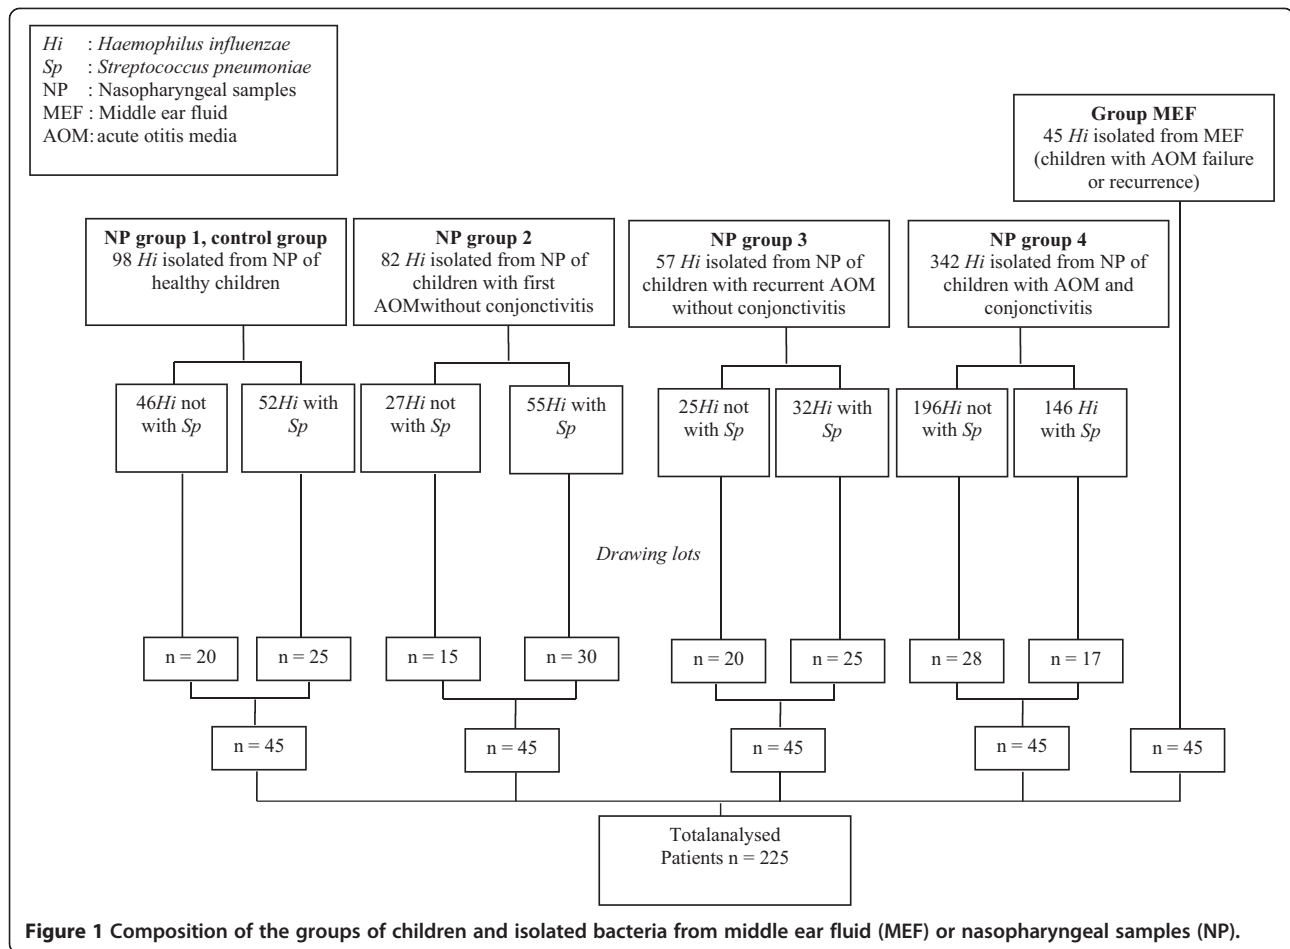 Hi : Haemophilus influenzae
Sp : Streptococcus pneumoniae
NP : Nasopharyngeal samples
MEF : Middle ear fluid
AOM: acute otitis media
Group MEF
45 Hi isolated from MEF
(children with AOM failure
or recurrence)
NP group 1, control group
98 Hi isolated from NP of
healthy children
NP group 2
82 Hi isolated from NP of
children with first
AOMwithout conjonctivitis
NP group 3
57 Hi isolated from NP of
children with recurrent AOM
without conjonctivitis
NP group 4
342 Hi isolated from NP of
children with AOM and
conjonctivitis
46Hi not
with Sp
52Hi with
Sp
27Hi not
with Sp
55Hi with
Sp
25Hi not
with Sp
32Hi with
Sp
196Hi not
with Sp
146 Hi
with Sp
Drawing lots
n = 20
n = 25
n = 15
n = 30
n = 20
n = 25
n = 28
n = 17
n = 45
n = 45
n = 45
n = 45
n = 45
Totalanalysed
Patients n = 225
Figure 1 Composition of the groups of children and isolated bacteria from middle ear fluid (MEF) or nasopharyngeal samples (NP).